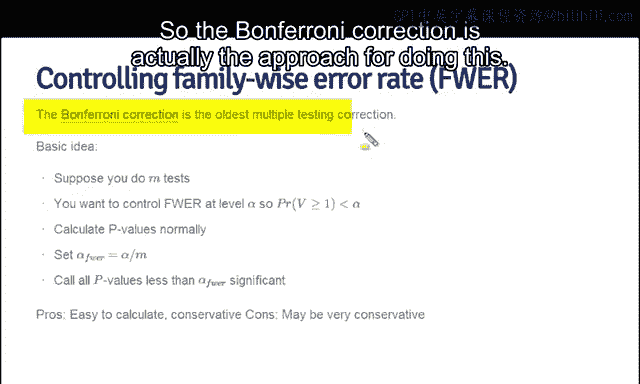 So the Bonferroni correction is
actually the approach for doing this.
Controlling family-wise error rate (FWER)
The Bonferroni correction is the oldest multiple testing correction.
Basic idea:
· Suppose you do m tests
· You want to control FWER at level α so Pr(V ≥ 1) < α
· Calculate P-values normally
· Set α_fwer = α/m
· Call all P-values less than α_fwer significant
Pros: Easy to calculate, conservative Cons: May be very conservative